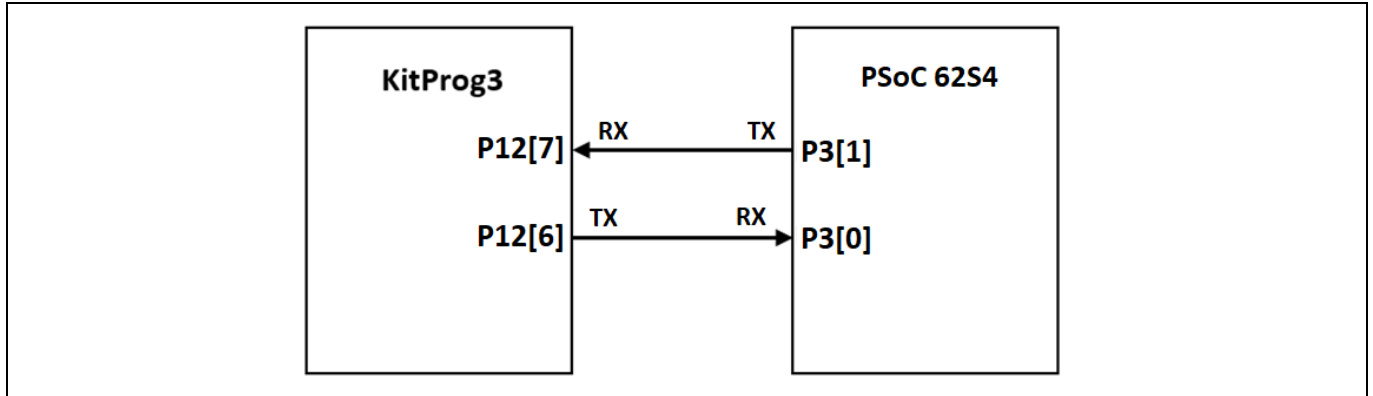 KitProg3
PSoC 62S4
RX TX
P12[7] P3[1]
TX RX
P12[6] P3[0]